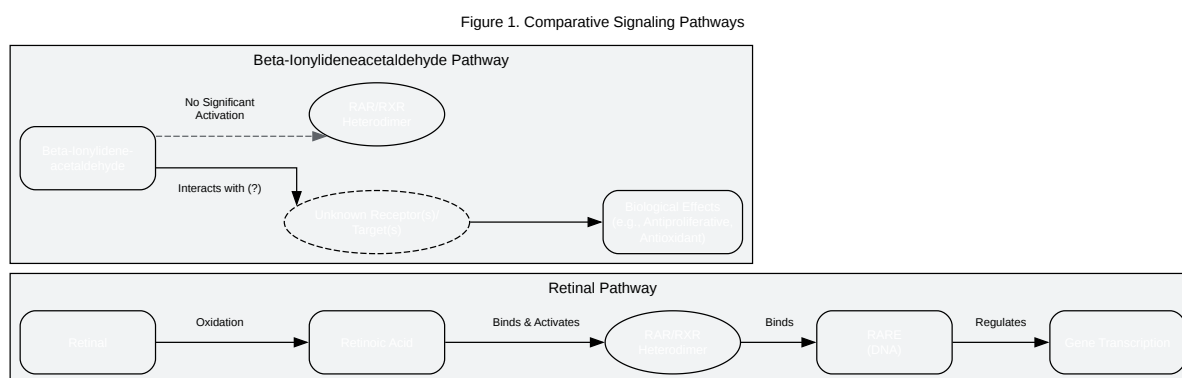 Figure 1. Comparative Signaling Pathways
Beta-Ionylideneacetaldehyde Pathway
No Significant
Activation
RAR/RXR
Heterodimer
Beta-Ionylidene-
acetaldehyde
Interacts with (?)
Unknown Receptor(s)/
Target(s)
Biological Effects
(e.g., Antiproliferative,
Antioxidant)
Retinal Pathway
Retinal
Oxidation
Retinoic Acid
Binds & Activates
RAR/RXR
Heterodimer
Binds
RARE
(DNA)
Regulates
Gene Transcription